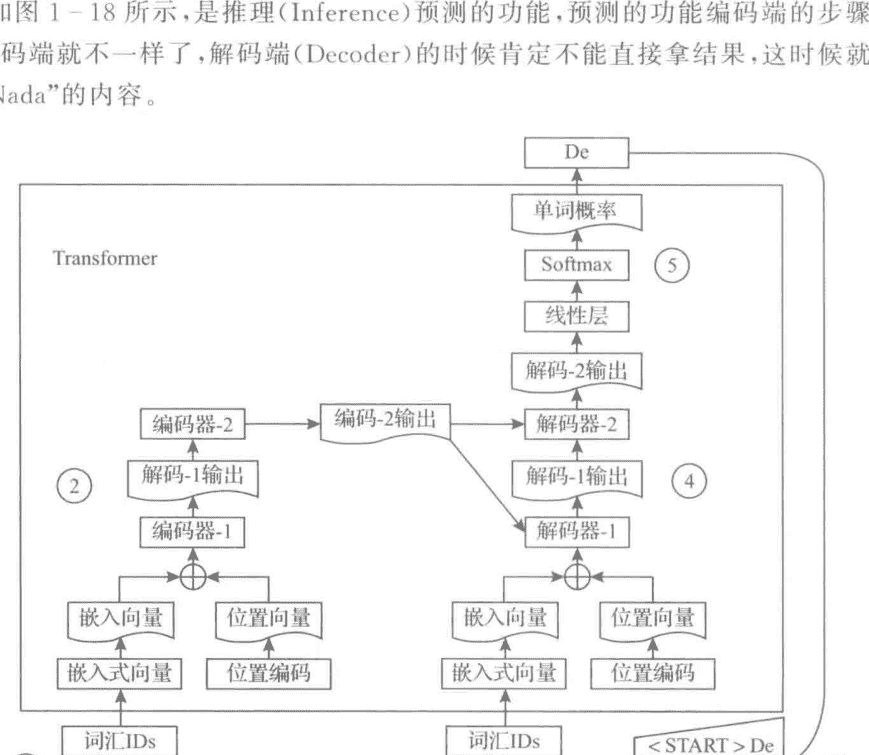 如图 1-18 所示,是推理(Inference)预测的功能,预测的功能编码端的步骤
码端就不一样了,解码端(Decoder)的时候肯定不能直接拿结果,这时候就
Nada”的内容。
De
单词概率
Transformer
Softmax
5
线性层
解码-2输出
编码器-2
编码-2输出
解码器-2
2
解码-1输出
解码-1输出
4
编码器-1
解码器-1
嵌入向量
位置向量
嵌入向量
位置向量
嵌入式向量
位置编码
嵌入式向量
位置编码
词汇IDs
词汇IDs
<START>De